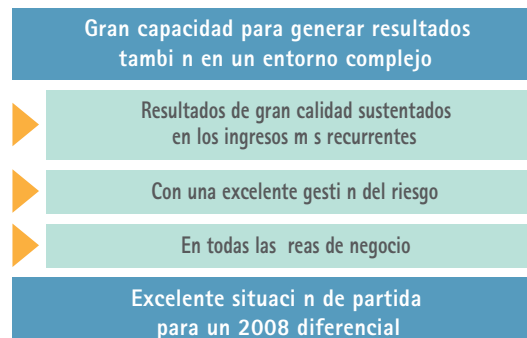 Gran capacidad para generar resultados
tambi n en un entorno complejo
Resultados de gran calidad sustentados
en los ingresos m s recurrentes
Con una excelente gesti n del riesgo
En todas las  reas de negocio
Excelente situaci n de partida
para un 2008 diferencial